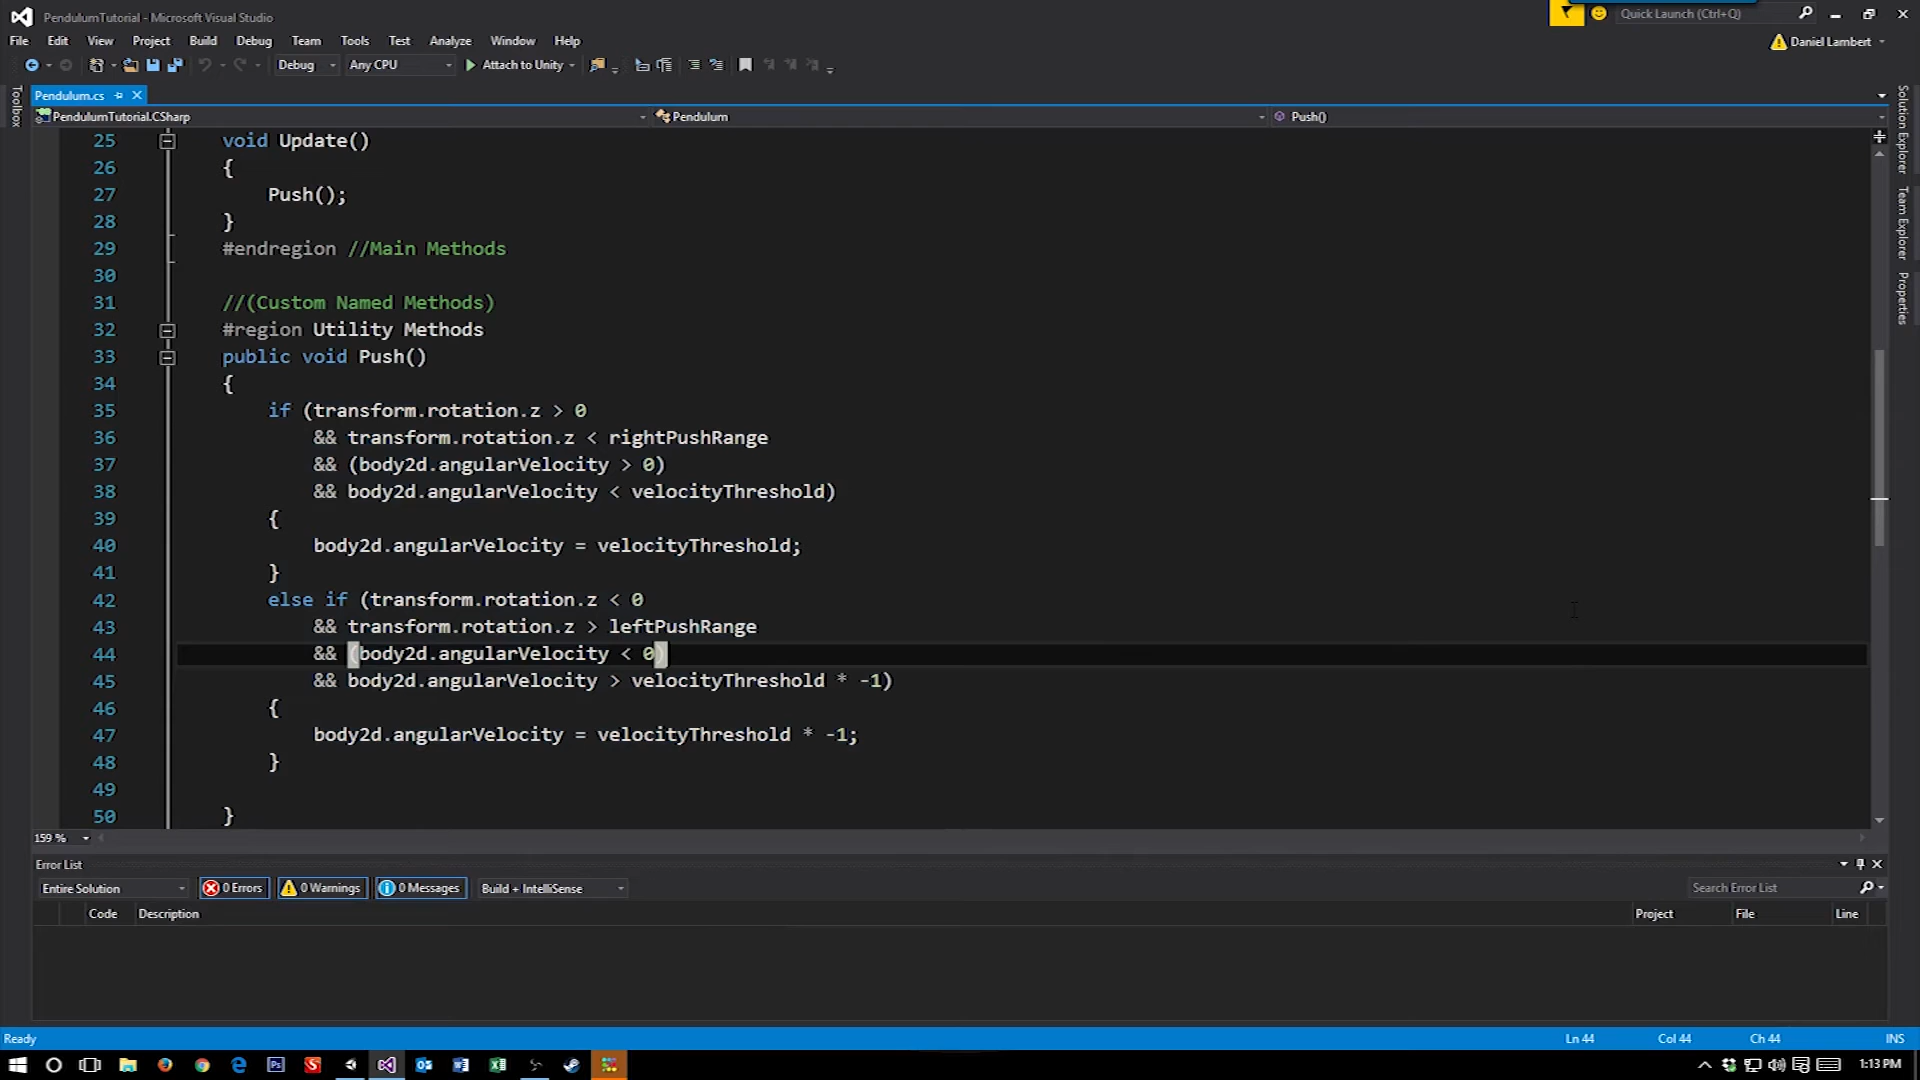 PendulumTutorial - Microsoft Visual Studio
Quick Launch (Ctrl+Q)
File Edit View Project Build Debug Team Tools Test Analyze Window Help
Daniel Lambert
Debug Any CPU Attach to Unity
Pendulum.cs
PendulumTutorial.CSharp Pendulum Push()
Toolbox
Solution Explorer
Team Explorer
Properties
25 void Update()
26 {
27 Push();
28 }
29 #endregion //Main Methods
30
31 //(Custom Named Methods)
32 #region Utility Methods
33 public void Push()
34 {
35 if (transform.rotation.z > 0
36 && transform.rotation.z < rightPushRange
37 && (body2d.angularVelocity > 0)
38 && body2d.angularVelocity < velocityThreshold)
39 {
40 body2d.angularVelocity = velocityThreshold;
41 }
42 else if (transform.rotation.z < 0
43 && transform.rotation.z > leftPushRange
44 && (body2d.angularVelocity < 0)
45 && body2d.angularVelocity > velocityThreshold * -1)
46 {
47 body2d.angularVelocity = velocityThreshold * -1;
48 }
49
50 }
159 %
Error List
Entire Solution 0 Errors 0 Warnings 0 Messages Build + IntelliSense Search Error List
Code Description Project File Line
Ready Ln 44 Col 44 Ch 44 INS
1:13 PM